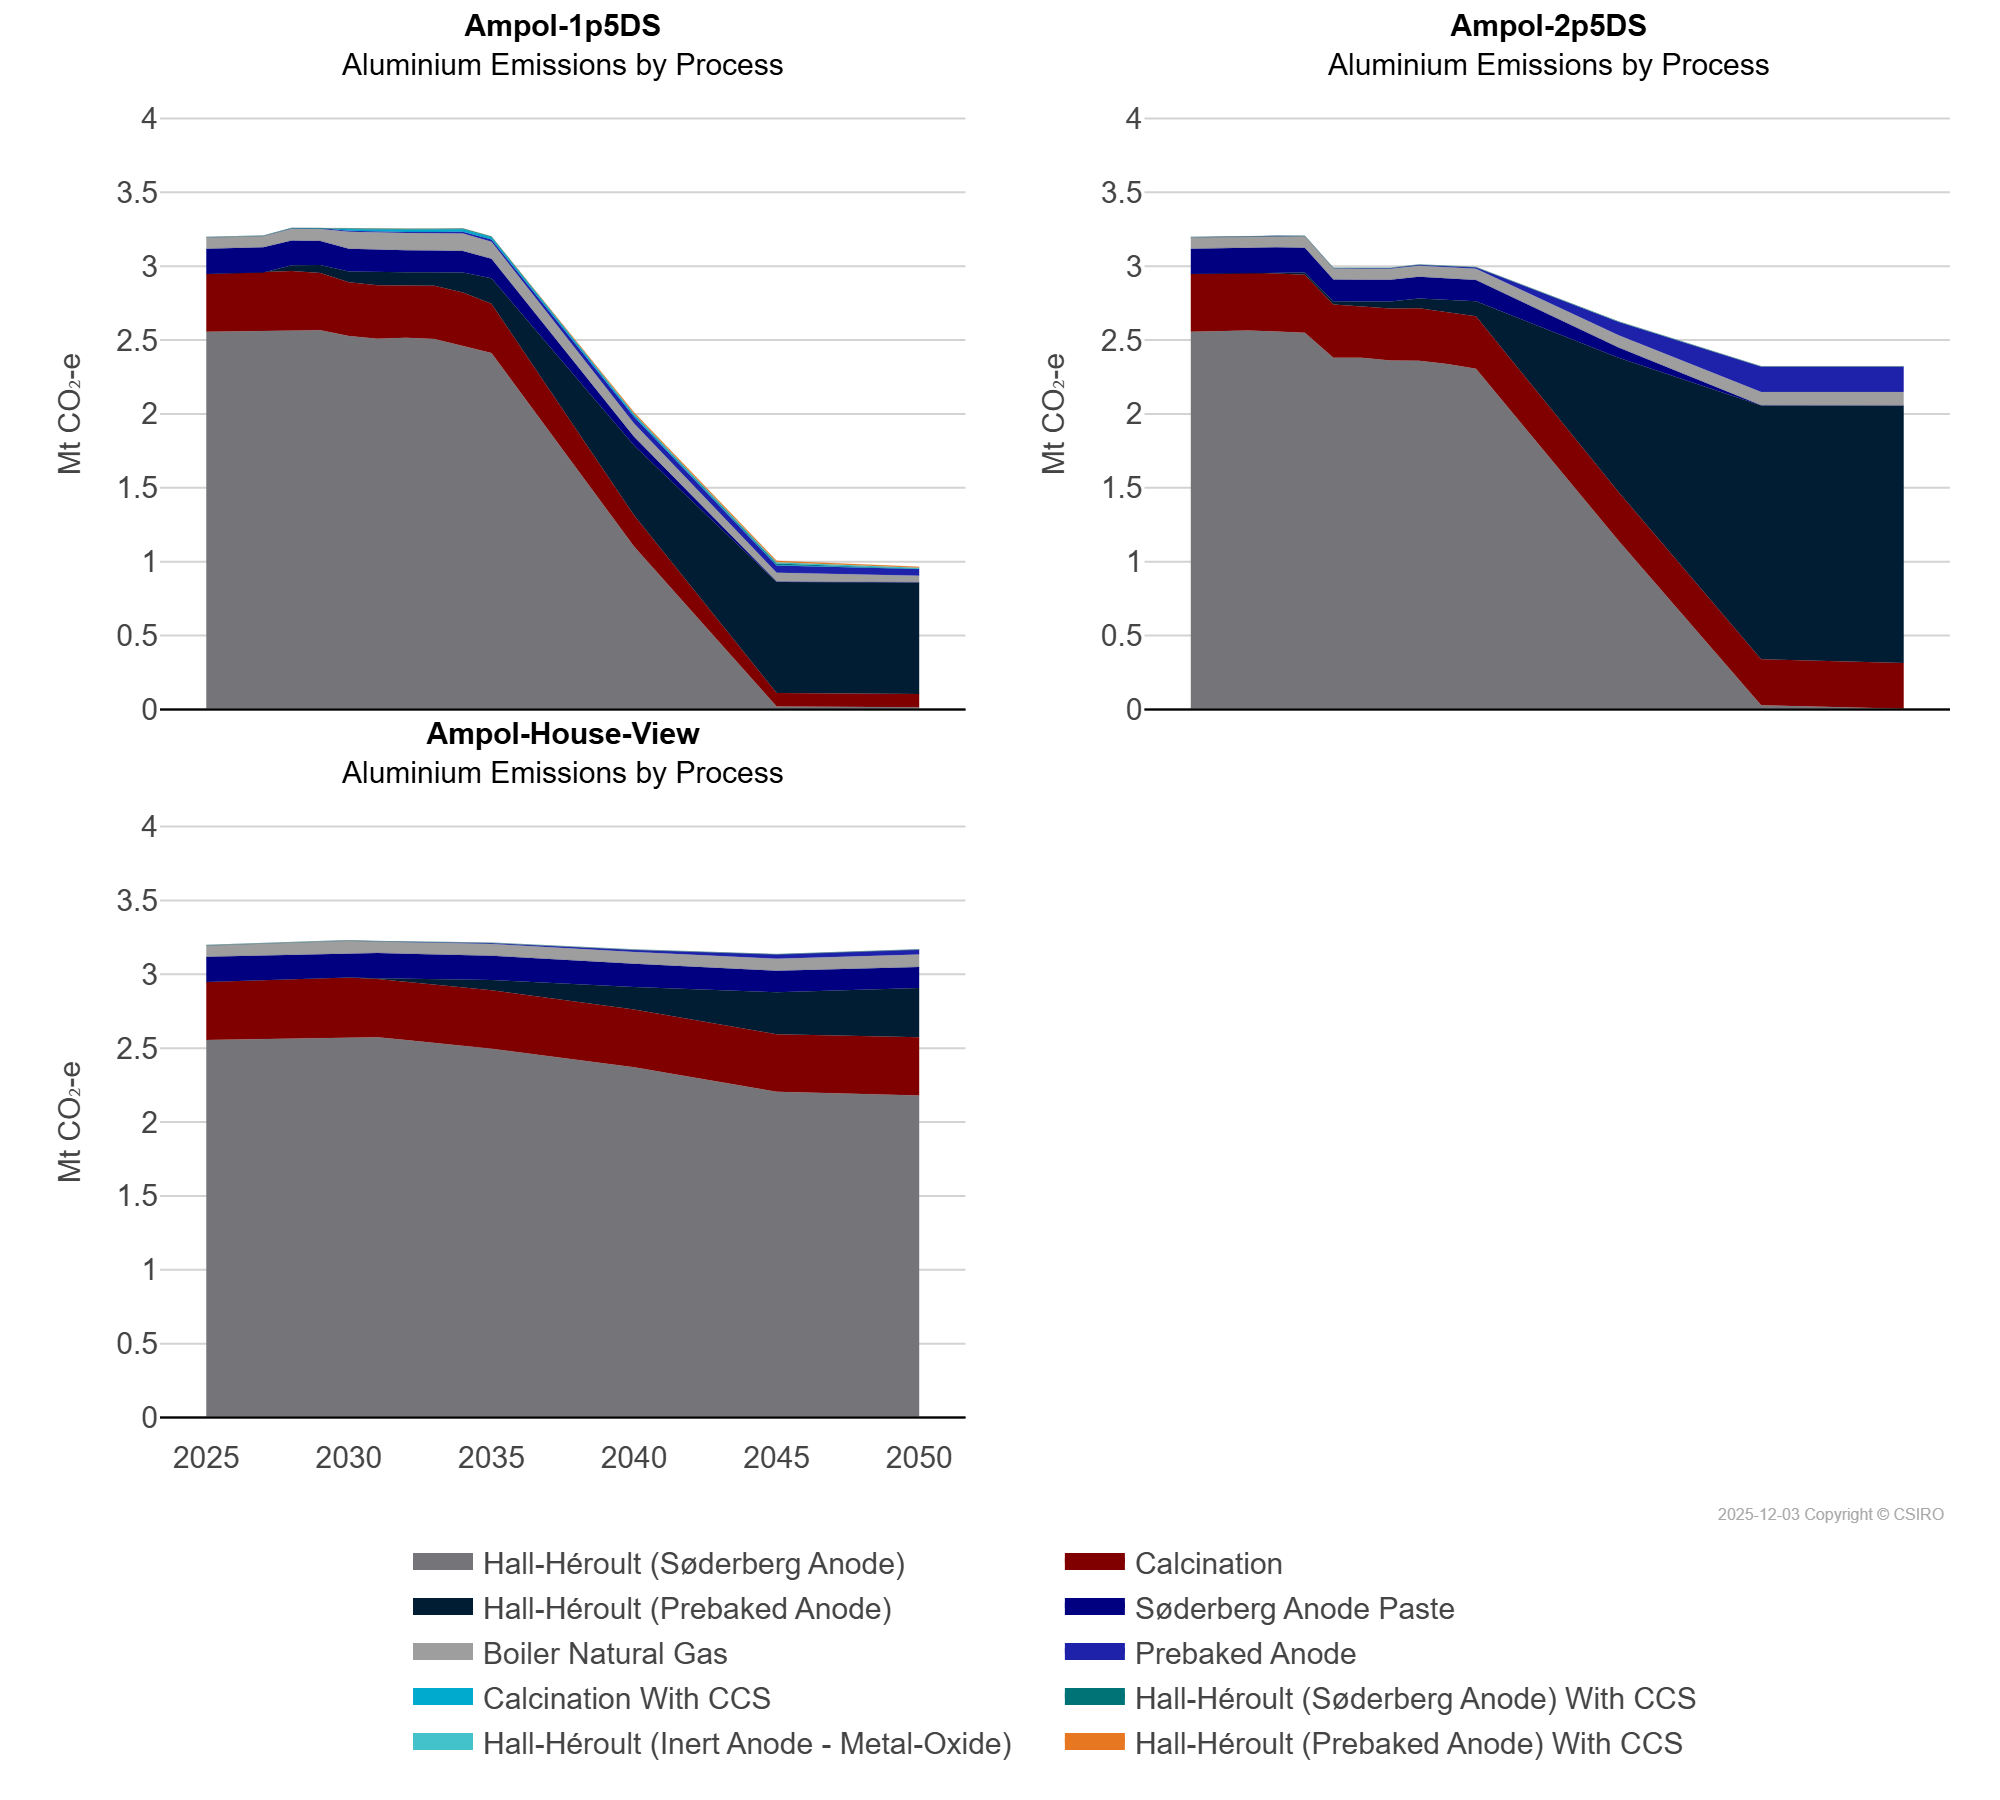 Ampol-1p5DS
Aluminium Emissions by Process
4
3.5
3
2.5
2
1.5
1
0.5
0
Mt CO₂-e
Ampol-2p5DS
Aluminium Emissions by Process
4
3.5
3
2.5
2
1.5
1
0.5
0
Mt CO₂-e
Ampol-House-View
Aluminium Emissions by Process
4
3.5
3
2.5
2
1.5
1
0.5
0
Mt CO₂-e
2025 2030 2035 2040 2045 2050
2025-12-03 Copyright © CSIRO
Hall-Héroult (Søderberg Anode)
Calcination
Hall-Héroult (Prebaked Anode)
Søderberg Anode Paste
Boiler Natural Gas
Prebaked Anode
Calcination With CCS
Hall-Héroult (Søderberg Anode) With CCS
Hall-Héroult (Inert Anode - Metal-Oxide)
Hall-Héroult (Prebaked Anode) With CCS